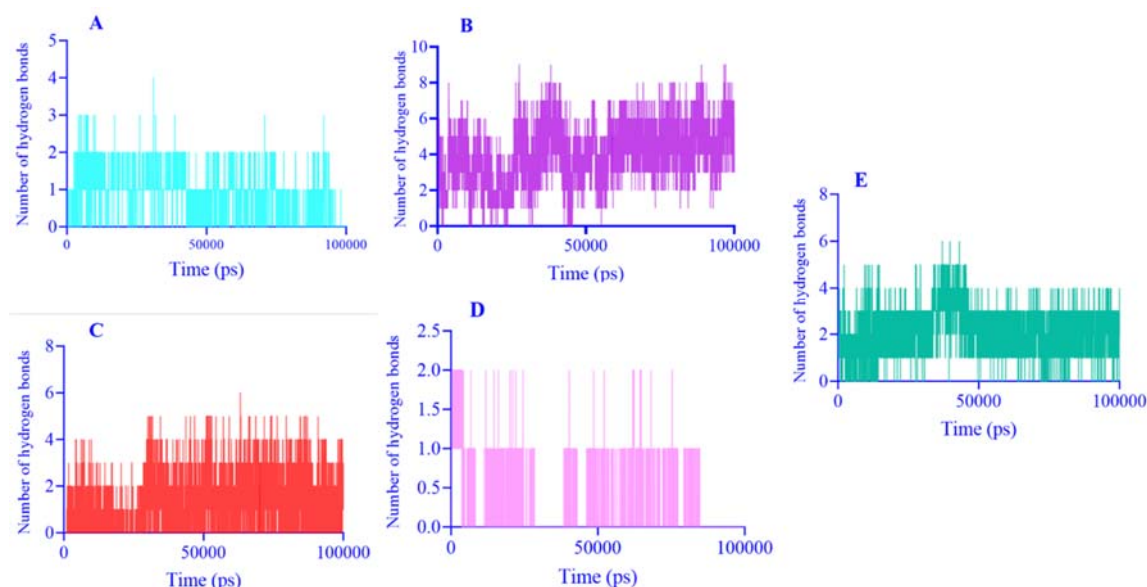 A
Number of hydrogen bonds
5
4
3
2
1
0
0 50000 100000
Time (ps)
B
Number of hydrogen bonds
10
8
6
4
2
0
0 50000 100000
Time (ps)
C
Number of hydrogen bonds
8
6
4
2
0
0 50000 100000
Time (ps)
D
Number of hydrogen bonds
2.5
2.0
1.5
1.0
0.5
0.0
0 50000 100000
Time (ps)
E
Number of hydrogen bonds
8
6
4
2
0
0 50000 100000
Time (ps)